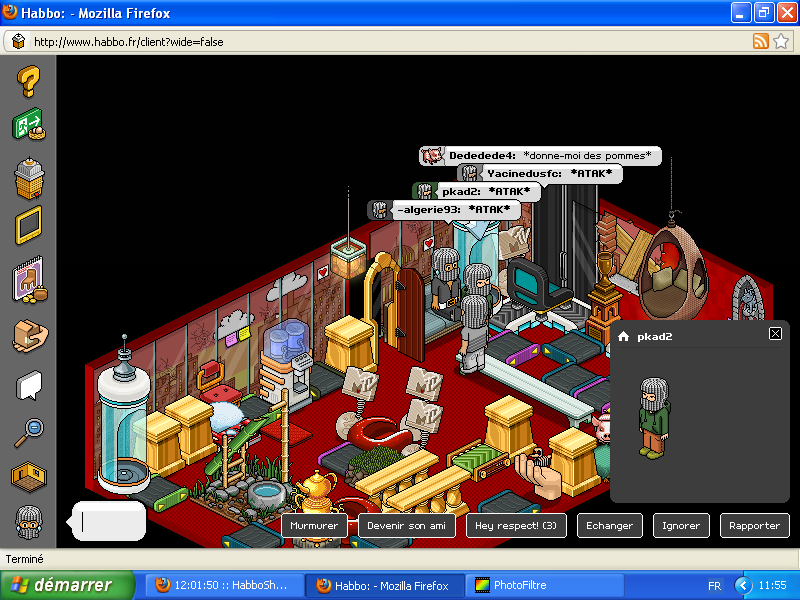 Habbo: - Mozilla Firefox
http://www.habbo.fr/client?wide=false
Dededede4: *donne-moi des pommes*
Yacinedusfc: *ATAK*
pkad2: *ATAK*
-algerie93: *ATAK*
pkad2
Murmurer
Devenir son ami
Hey respect! (3)
Echanger
Ignorer
Rapporter
Terminé
démarrer
12:01:50 :: HabboSh...
Habbo: - Mozilla Firefox
PhotoFiltre
FR
11:55